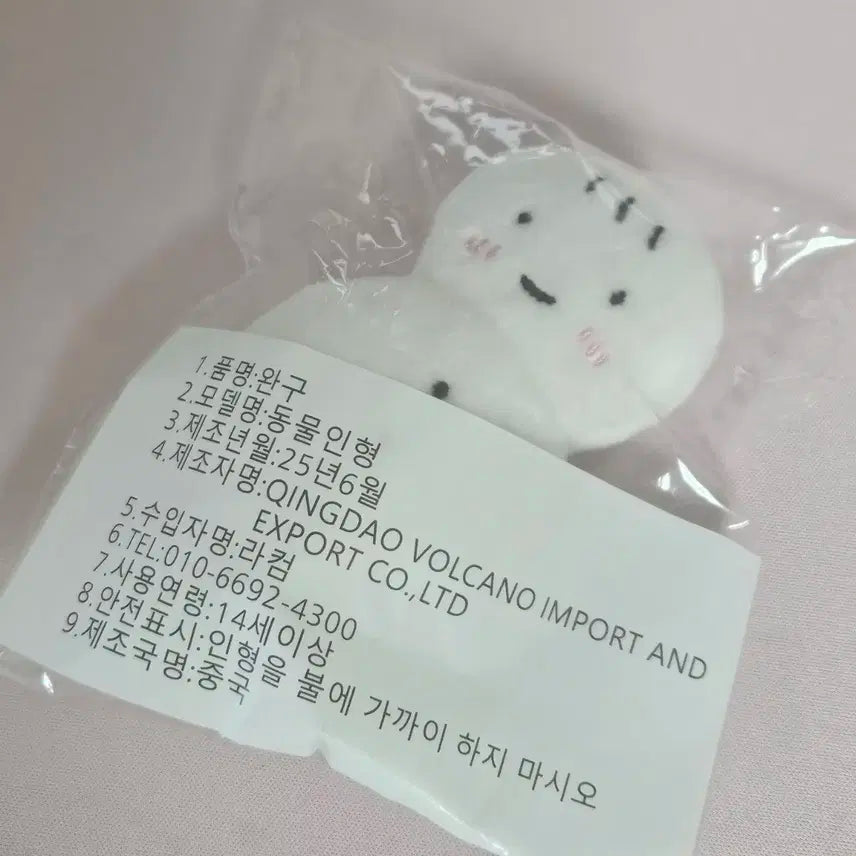 1.품명:완구
2.모델명:동물인형
3.제조년월:25년6월
4.제조자명:QINGDAO VOLCANO IMPORT AND
EXPORT CO.,LTD
5.수입자명:라컴
6.TEL:010-6692-4300
7.사용연령:14세이상
8.안전표시:인형을 불에 가까이 하지 마시오
9.제조국명:중국